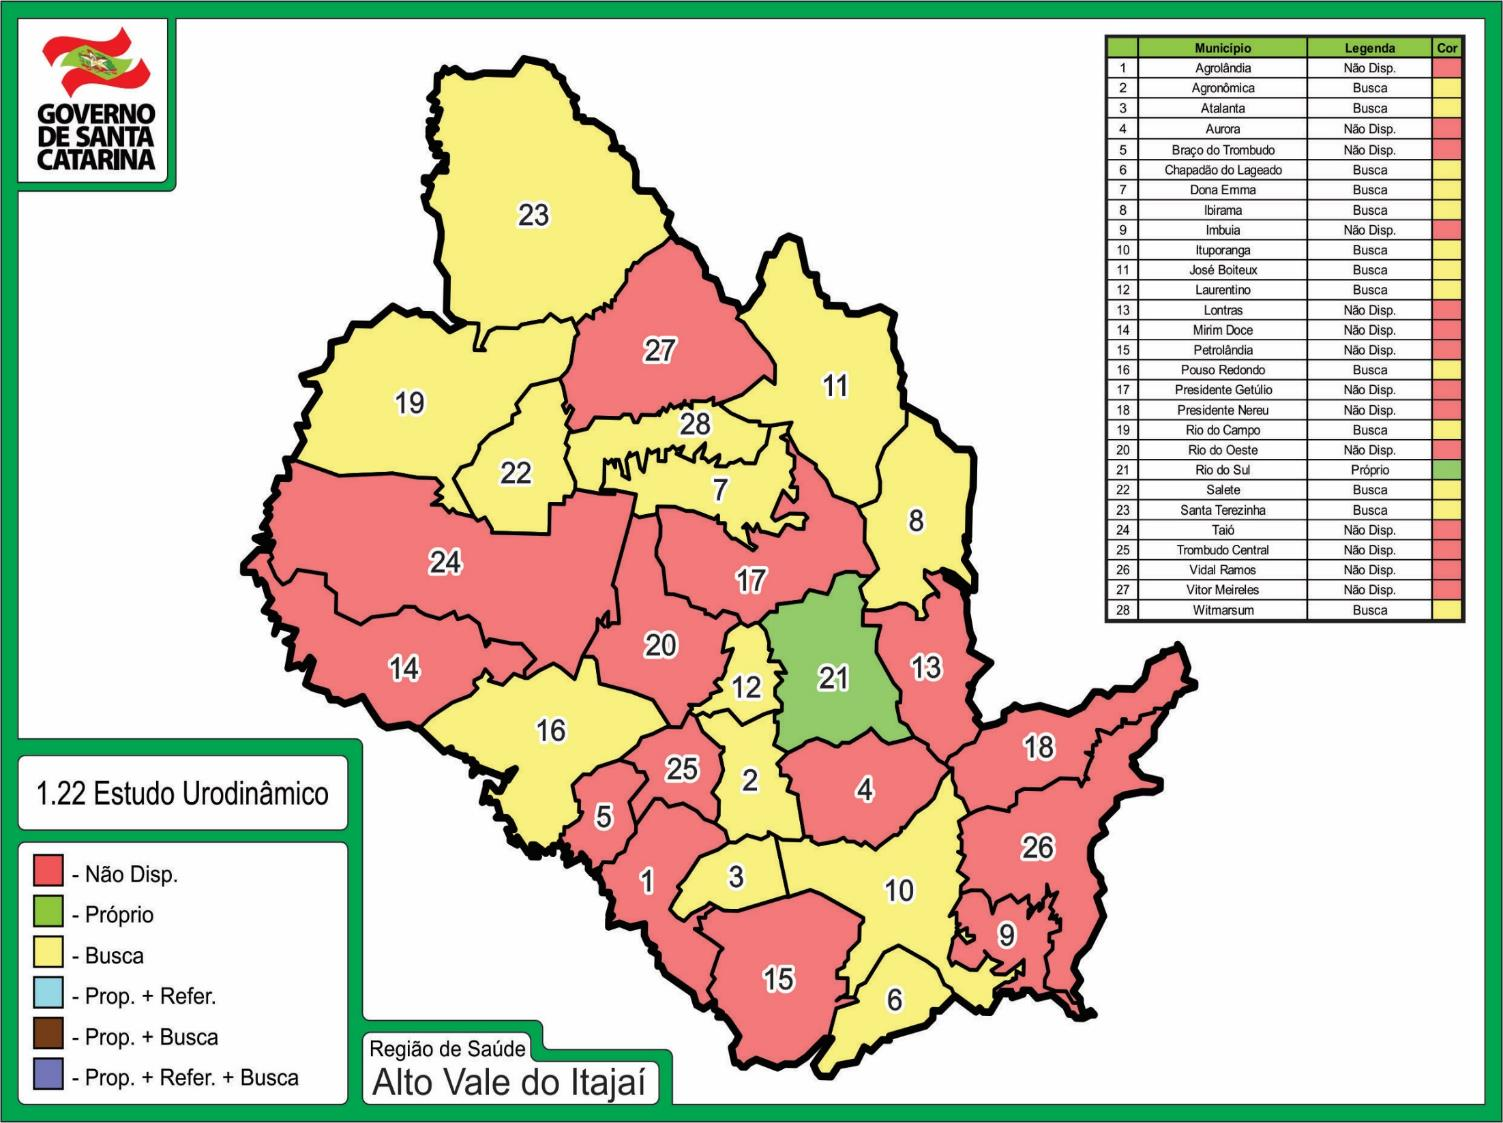 GOVERNO
DE SANTA
CATARINA
Município Legenda Cor
1 Agrolândia Não Disp.
2 Agronômica Busca
3 Atalanta Busca
4 Aurora Não Disp.
5 Braço do Trombudo Não Disp.
6 Chapadão do Lageado Busca
7 Dona Emma Busca
8 Ibirama Busca
9 Imbuia Não Disp.
10 Ituporanga Busca
11 José Boiteux Busca
12 Laurentino Busca
13 Lontras Não Disp.
14 Mirim Doce Não Disp.
15 Petrolândia Não Disp.
16 Pouso Redondo Busca
17 Presidente Getúlio Não Disp.
18 Presidente Nereu Não Disp.
19 Rio do Campo Busca
20 Rio do Oeste Não Disp.
21 Rio do Sul Próprio
22 Salete Busca
23 Santa Terezinha Busca
24 Taió Não Disp.
25 Trombudo Central Não Disp.
26 Vidal Ramos Não Disp.
27 Vitor Meireles Não Disp.
28 Witmarsum Busca
23
27
11
19
28
22
7
8
24
17
20
14
12
21
13
16
18
25
2
4
5
26
1
3
10
9
15
6
1.22 Estudo Urodinâmico
- Não Disp.
- Próprio
- Busca
- Prop. + Refer.
- Prop. + Busca
- Prop. + Refer. + Busca
Região de Saúde
Alto Vale do Itajaí